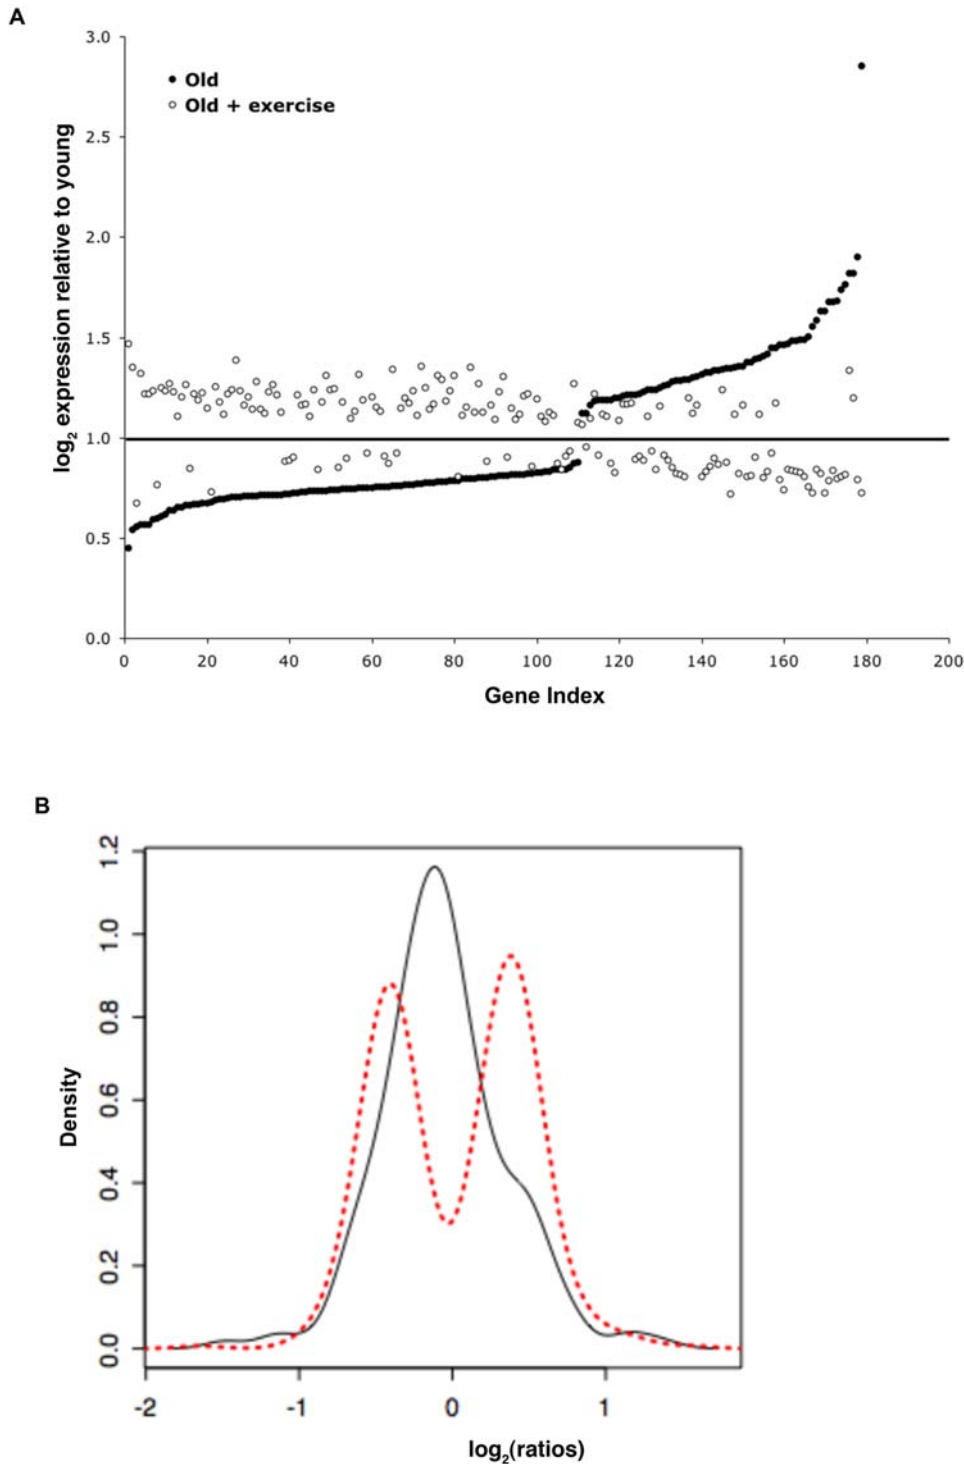 A
3.0
Old
Old + exercise
2.5
2.0
1.5
1.0
0.5
0.0
log2 expression relative to young
0 20 40 60 80 100 120 140 160 180 200
Gene Index
B
1.2
1.0
0.8
0.6
0.4
0.2
0.0
Density
-2 -1 0 1
log2(ratios)